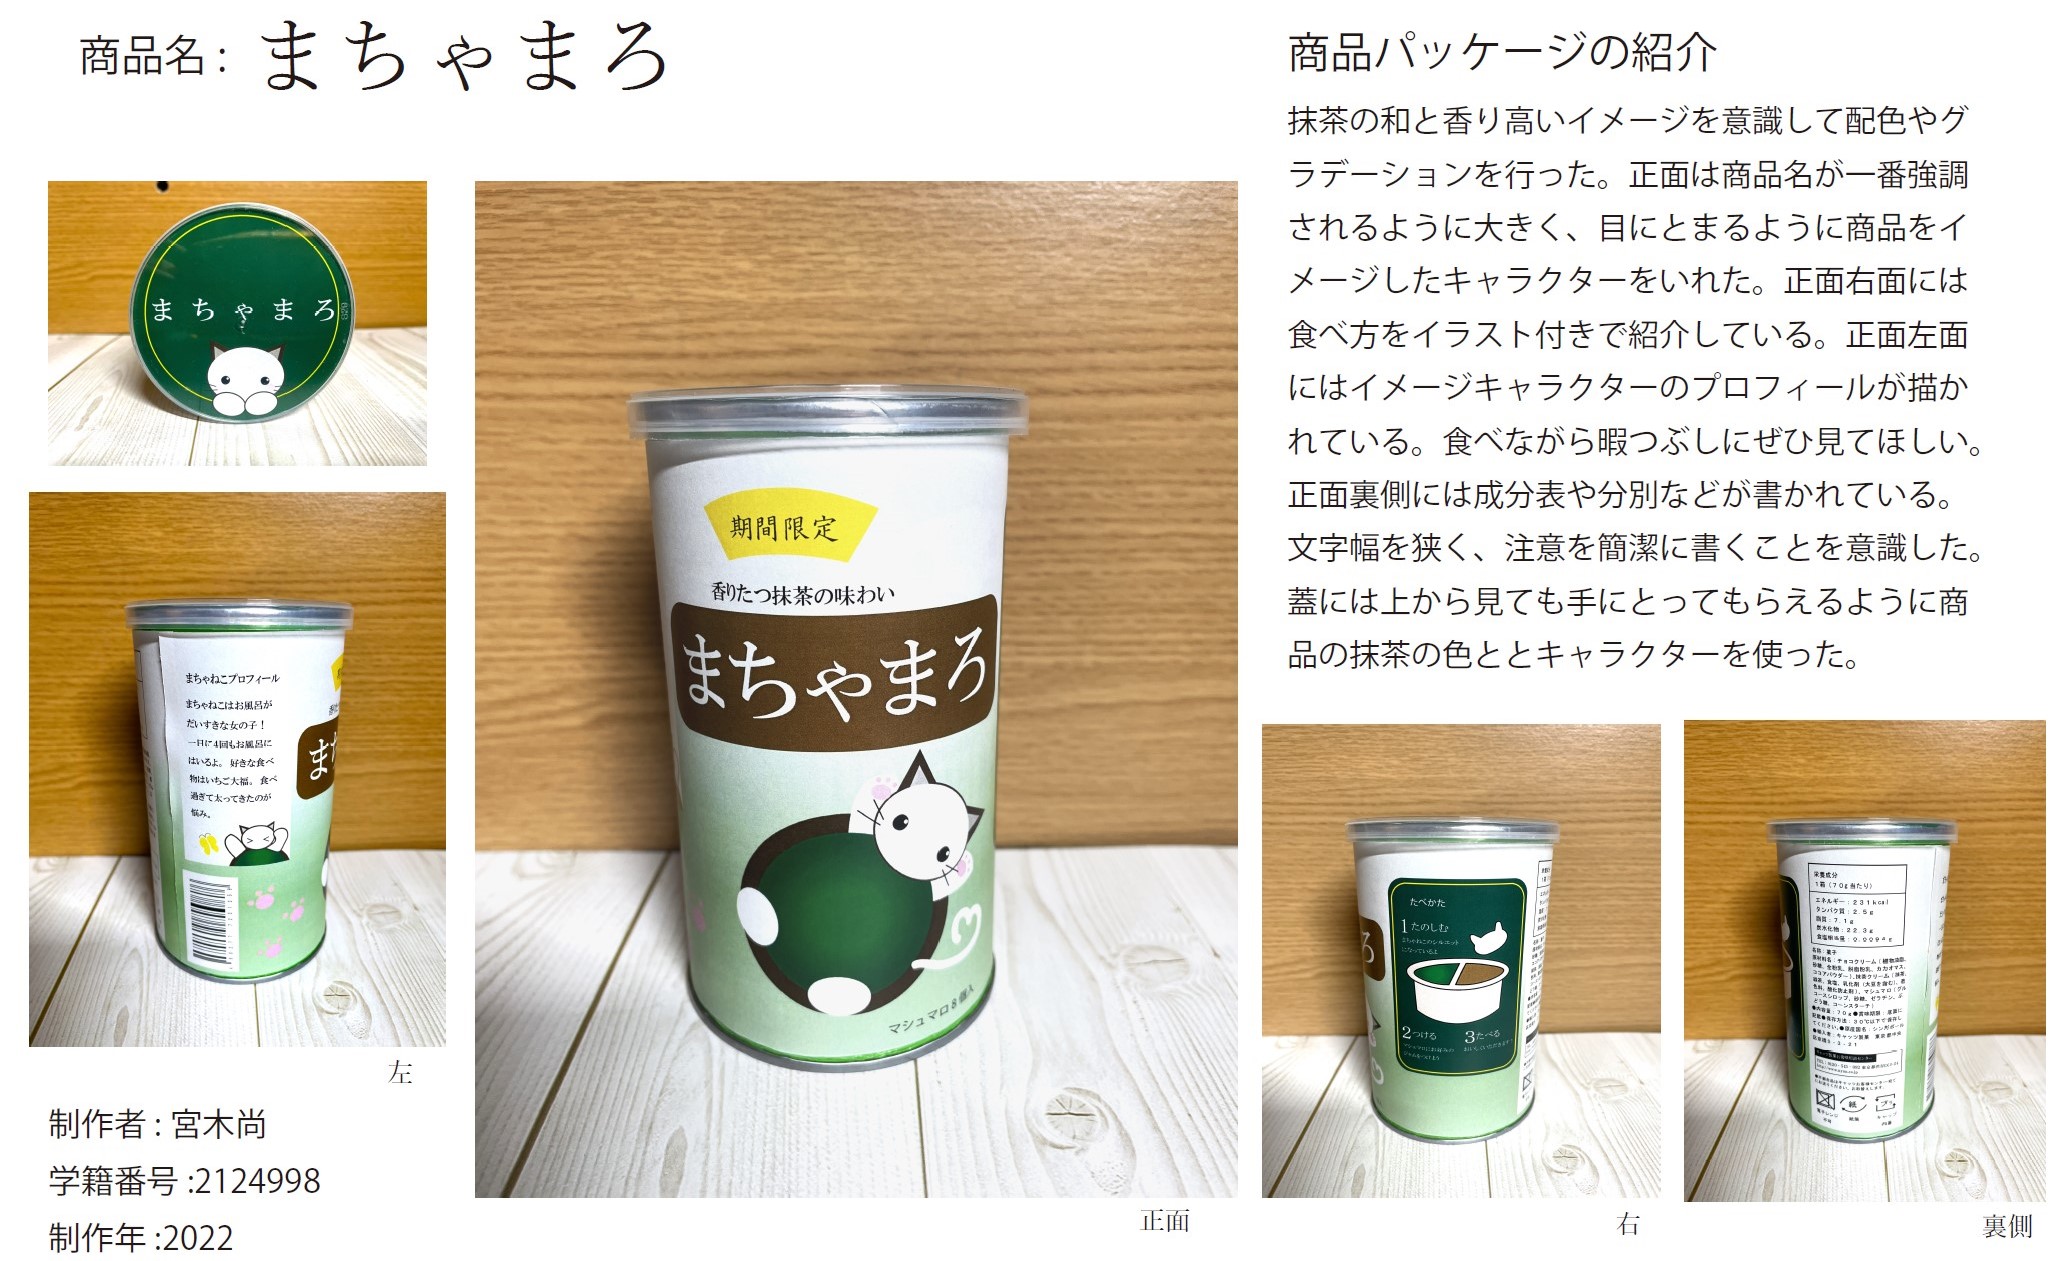 商品名 : まちゃまろ
まちゃまろ
まちゃねこプロフィール
まちゃねこはお風呂が
だいすきな女の子！
一日に4回もお風呂に
はいるよ。好きな食べ
物はいちご大福。食べ
過ぎて太ってきたのが
悩み。
左
制作者 : 宮木尚
学籍番号 :2124998
制作年 :2022
期間限定
香りたつ抹茶の味わい
まちゃまろ
マシュマロ8個入
正面
商品パッケージの紹介
抹茶の和と香り高いイメージを意識して配色やグ
ラデーションを行った。正面は商品名が一番強調
されるように大きく、目にとまるように商品をイ
メージしたキャラクターをいれた。正面右面には
食べ方をイラスト付きで紹介している。正面左面
にはイメージキャラクターのプロフィールが描か
れている。食べながら暇つぶしにぜひ見てほしい。
正面裏側には成分表や分別などが書かれている。
文字幅を狭く、注意を簡潔に書くことを意識した。
蓋には上から見ても手にとってもらえるように商
品の抹茶の色ととキャラクターを使った。
たべかた
1たのしむ
まちゃねこのシルエット
になっているよ
2つける
3たべる
右
栄養成分
1箱（70g当たり）
エネルギー：231kcal
タンパク質：2.5g
脂質：7.1g
炭水化物：22.3g
裏側